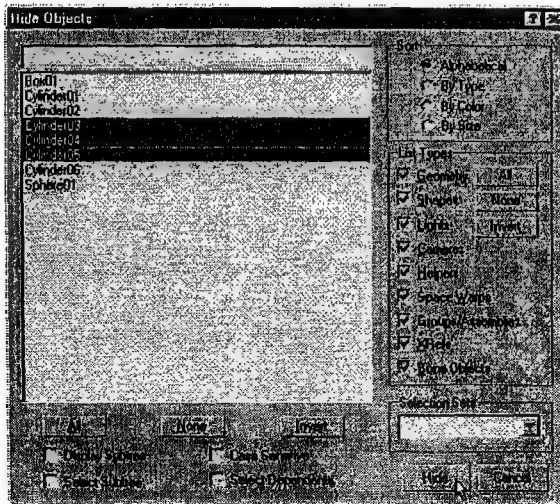 Hide Objects
Box01
Cylinder01
Cylinder02
Cylinder03
Cylinder04
Cylinder05
Cylinder06
Sphere01
All
None
Invert
Display Subtree
Case Sensitive
Select Subtree
Select Dependents
Sort
Alphabetical
By Type
By Color
By Size
List Types
Geometry
All
Shapes
None
Lights
Invert
Cameras
Helpers
Space Warps
Groups/Assemblies
XRefs
Bone Objects
Selection Sets
Hide
Cancel